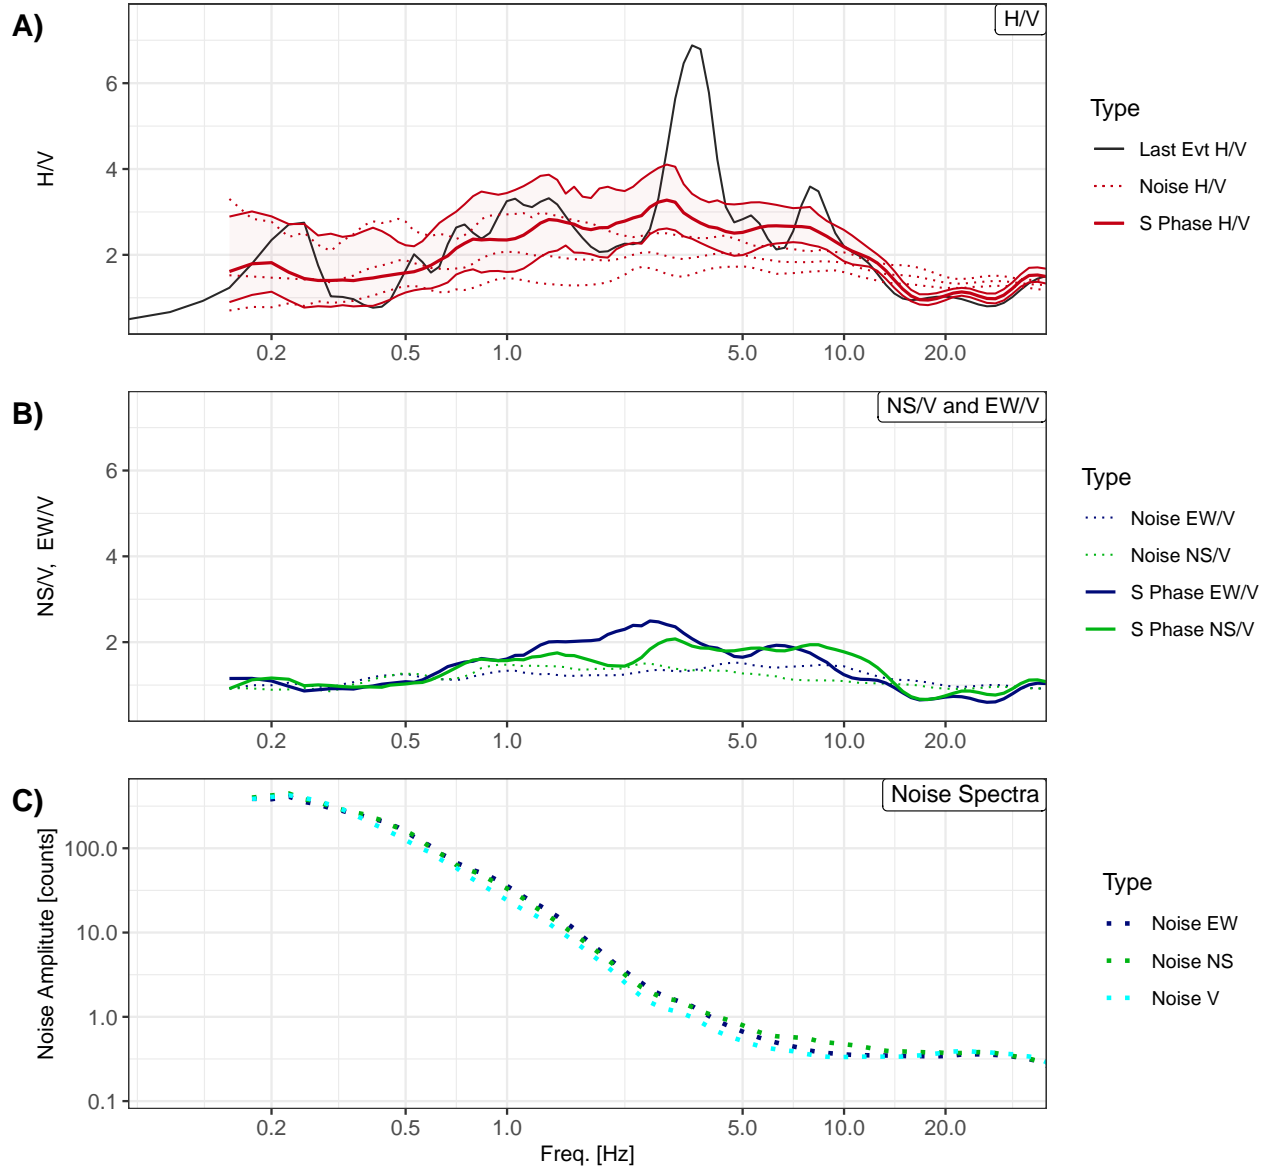 A)
H/V
H/V
6
4
2
0.2 0.5 1.0 5.0 10.0 20.0
Type
Last Evt H/V
Noise H/V
S Phase H/V
B)
NS/V and EW/V
NS/V, EW/V
6
4
2
0.2 0.5 1.0 5.0 10.0 20.0
Type
Noise EW/V
Noise NS/V
S Phase EW/V
S Phase NS/V
C)
Noise Spectra
Noise Amplitute [counts]
100.0
10.0
1.0
0.1
0.2 0.5 1.0 5.0 10.0 20.0
Freq. [Hz]
Type
Noise EW
Noise NS
Noise V